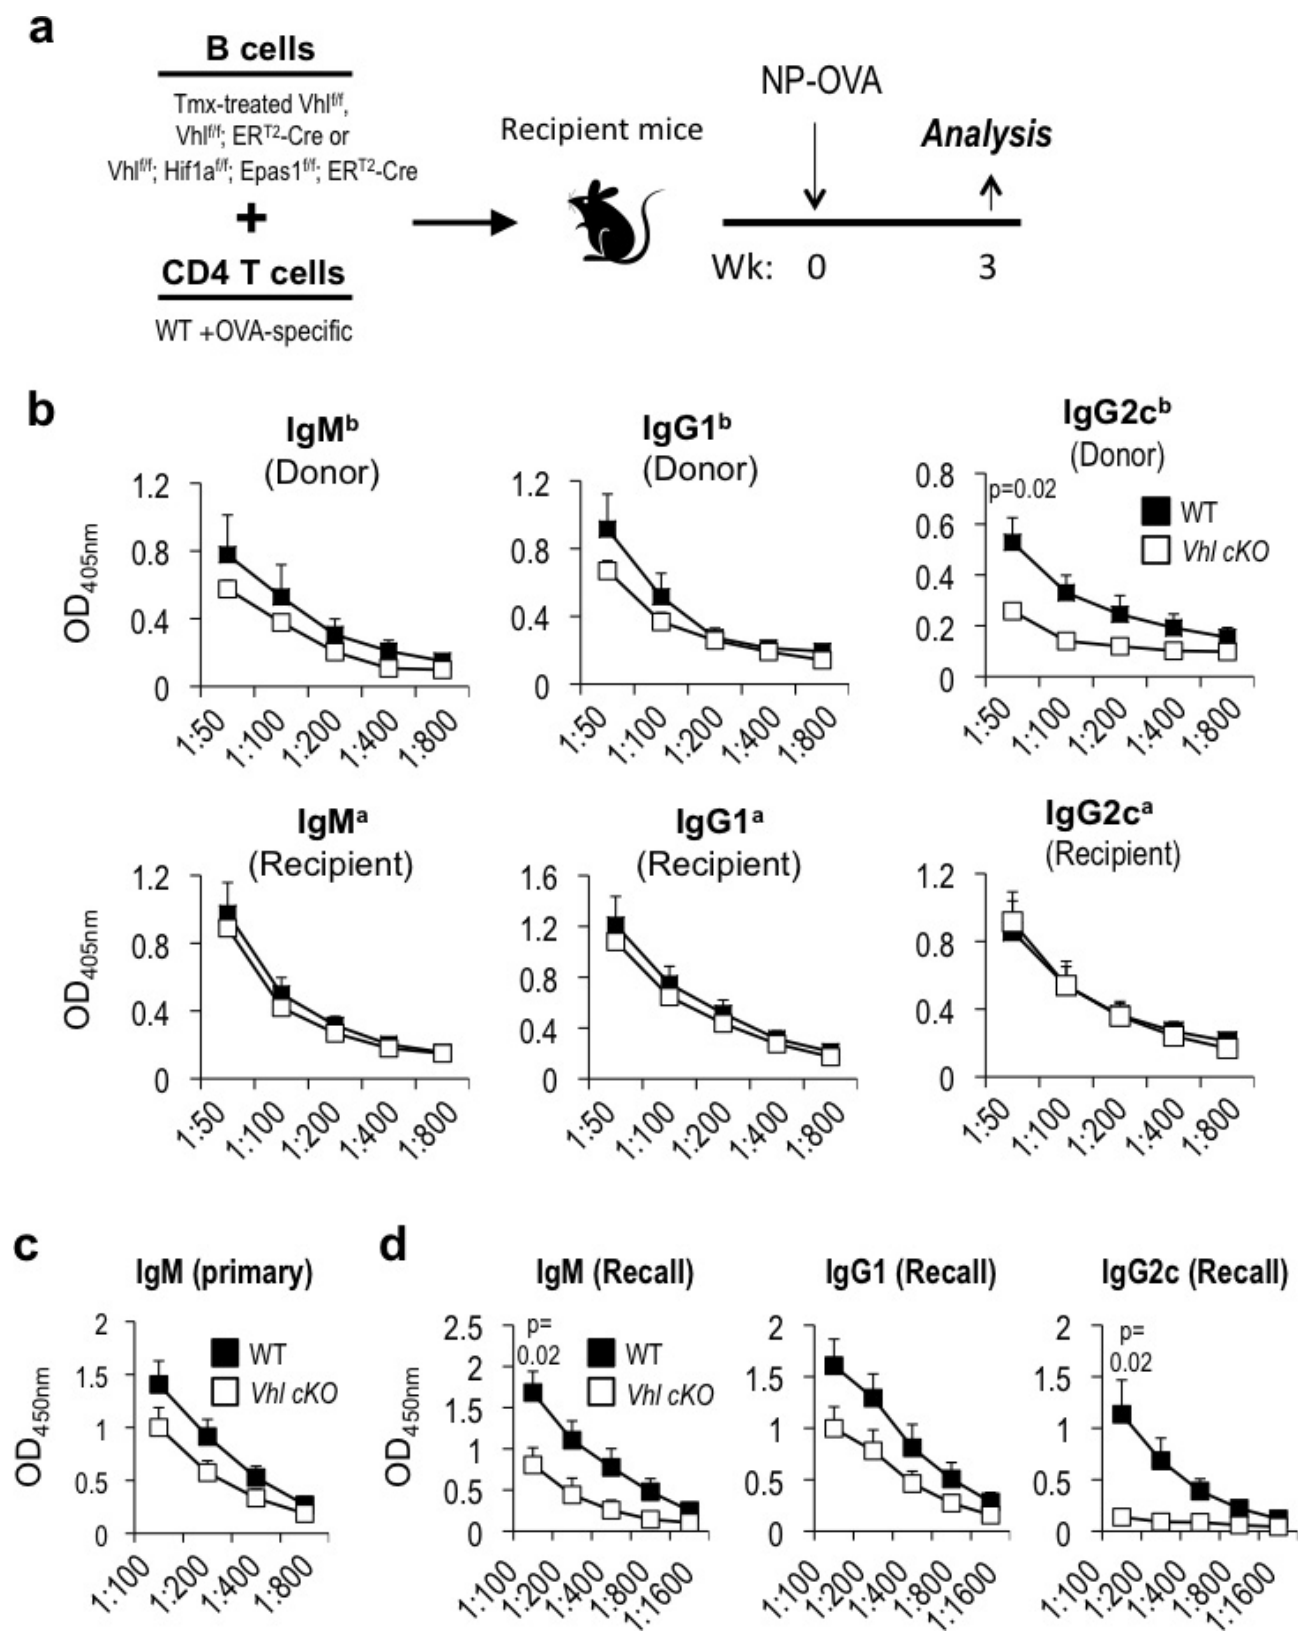 a
B cells
Tmx-treated Vhlf/f,
Vhlf/f; ERT2-Cre or
Vhlf/f; Hif1af/f; Epas1f/f; ERT2-Cre
+
CD4 T cells
WT +OVA-specific
Recipient mice
NP-OVA
Analysis
Wk: 0 3
b
IgMb
(Donor)
OD405nm
1.2
0.8
0.4
0
1:50 1:100 1:200 1:400 1:800
IgG1b
(Donor)
1.2
0.8
0.4
0
1:50 1:100 1:200 1:400 1:800
IgG2cb
(Donor)
p=0.02
WT
Vhl cKO
0.8
0.6
0.4
0.2
0
1:50 1:100 1:200 1:400 1:800
IgMa
(Recipient)
OD405nm
1.2
0.8
0.4
0
1:50 1:100 1:200 1:400 1:800
IgG1a
(Recipient)
1.6
1.2
0.8
0.4
0
1:50 1:100 1:200 1:400 1:800
IgG2ca
(Recipient)
1.2
0.8
0.4
0
1:50 1:100 1:200 1:400 1:800
c
IgM (primary)
OD450nm
WT
Vhl cKO
2
1.5
1
0.5
0
1:100 1:200 1:400 1:800
d
IgM (Recall)
OD450nm
p=
0.02
WT
Vhl cKO
2.5
2
1.5
1
0.5
0
1:100 1:200 1:400 1:800 1:1600
IgG1 (Recall)
2
1.5
1
0.5
0
1:100 1:200 1:400 1:800 1:1600
IgG2c (Recall)
p=
0.02
2
1.5
1
0.5
0
1:100 1:200 1:400 1:800 1:1600